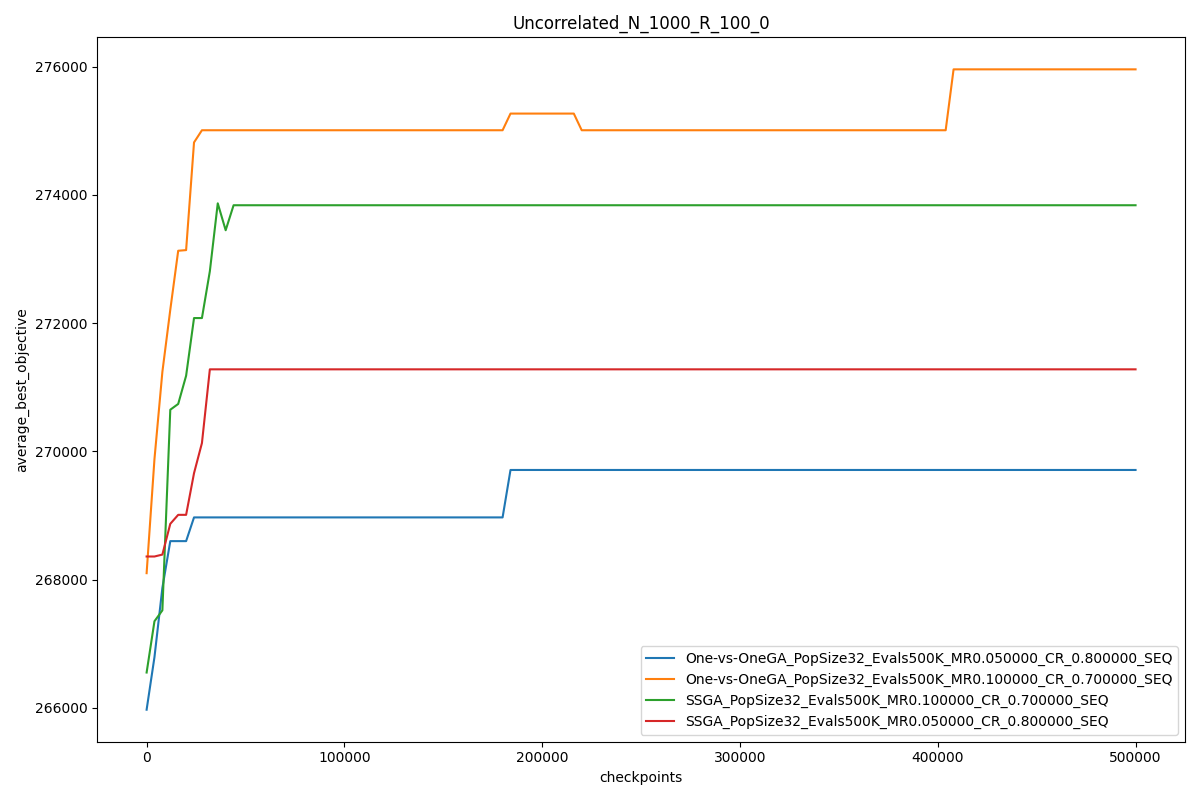 Uncorrelated_N_1000_R_100_0
276000
274000
272000
270000
268000
266000
average_best_objective
0
100000
200000
300000
400000
500000
checkpoints
One-vs-OneGA_PopSize32_Evals500K_MR0.050000_CR_0.800000_SEQ
One-vs-OneGA_PopSize32_Evals500K_MR0.100000_CR_0.700000_SEQ
SSGA_PopSize32_Evals500K_MR0.100000_CR_0.700000_SEQ
SSGA_PopSize32_Evals500K_MR0.050000_CR_0.800000_SEQ